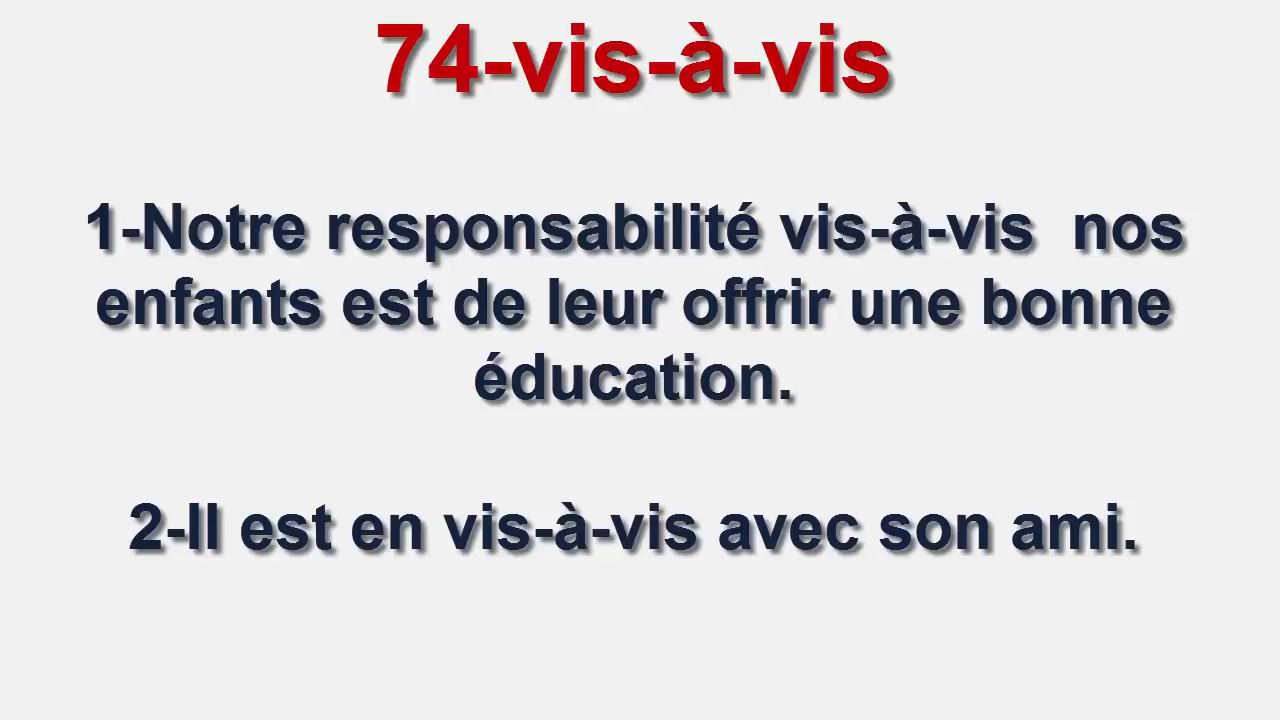 74-vis-à-vis
1-Notre responsabilité vis-à-vis  nos
enfants est de leur offrir une bonne
éducation.
2-Il est en vis-à-vis avec son ami.